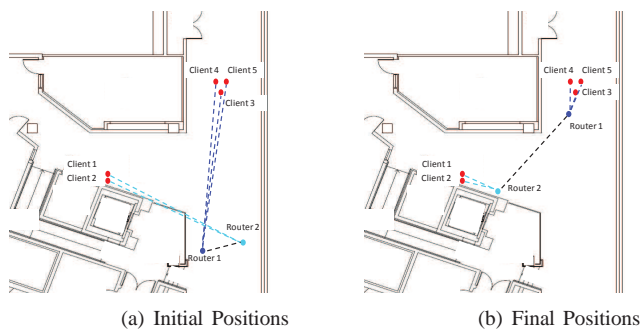 Client 4 Client 5
Client 3
Client 1
Client 2
Router 2
Router 1
(a) Initial Positions
Client 4 Client 5
Client 3
Router 1
Client 1
Client 2
Router 2
(b) Final Positions